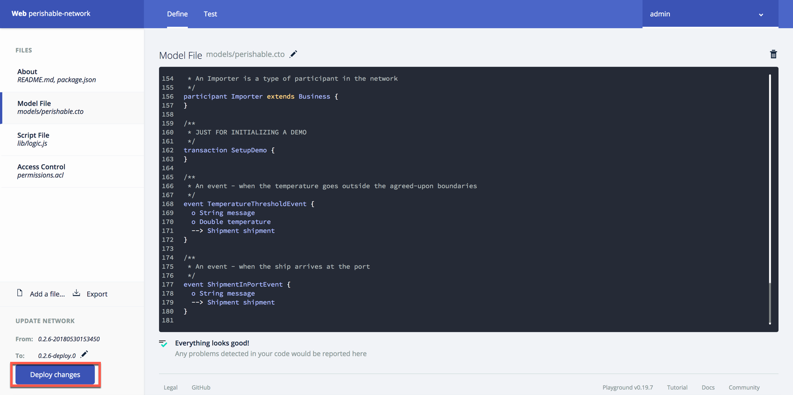 Web perishable-network
Define
Test
admin
FILES
About
README.md, package.json
Model File
models/perishable.cto
Script File
lib/logic.js
Access Control
permissions.acl
Add a file...
Export
UPDATE NETWORK
From: 0.2.6-20180530153450
To: 0.2.6-deploy.0
Deploy changes
Model File models/perishable.cto
154 * An Importer is a type of participant in the network
155 */
156 participant Importer extends Business {
157 }
158
159 /**
160 * JUST FOR INITIALIZING A DEMO
161 */
162 transaction SetupDemo {
163 }
164
165 /**
166 * An event - when the temperature goes outside the agreed-upon boundaries
167 */
168 event TemperatureThresholdEvent {
169 o String message
170 o Double temperature
171 --> Shipment shipment
172 }
173
174 /**
175 * An event - when the ship arrives at the port
176 */
177 event ShipmentInPortEvent {
178 o String message
179 --> Shipment shipment
180 }
181
Everything looks good!
Any problems detected in your code would be reported here
Legal
GitHub
Playground v0.19.7
Tutorial
Docs
Community